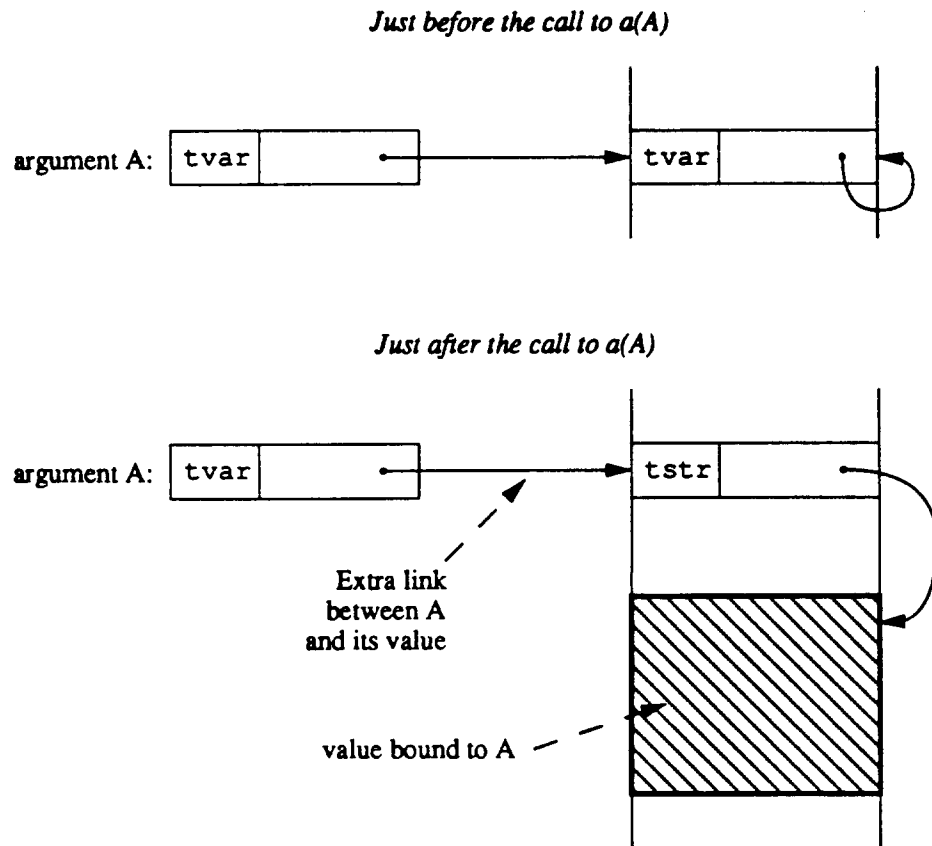 Just before the call to a(A)
argument A: tvar tvar
Just after the call to a(A)
argument A: tvar tstr
Extra link
between A
and its value
value bound to A